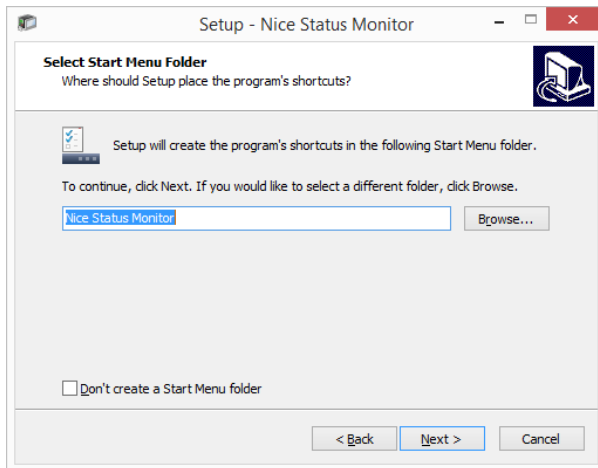 Setup - Nice Status Monitor
Select Start Menu Folder
Where should Setup place the program's shortcuts?
Setup will create the program's shortcuts in the following Start Menu folder.
To continue, click Next. If you would like to select a different folder, click Browse.
Nice Status Monitor
Browse...
Don't create a Start Menu folder
< Back
Next >
Cancel